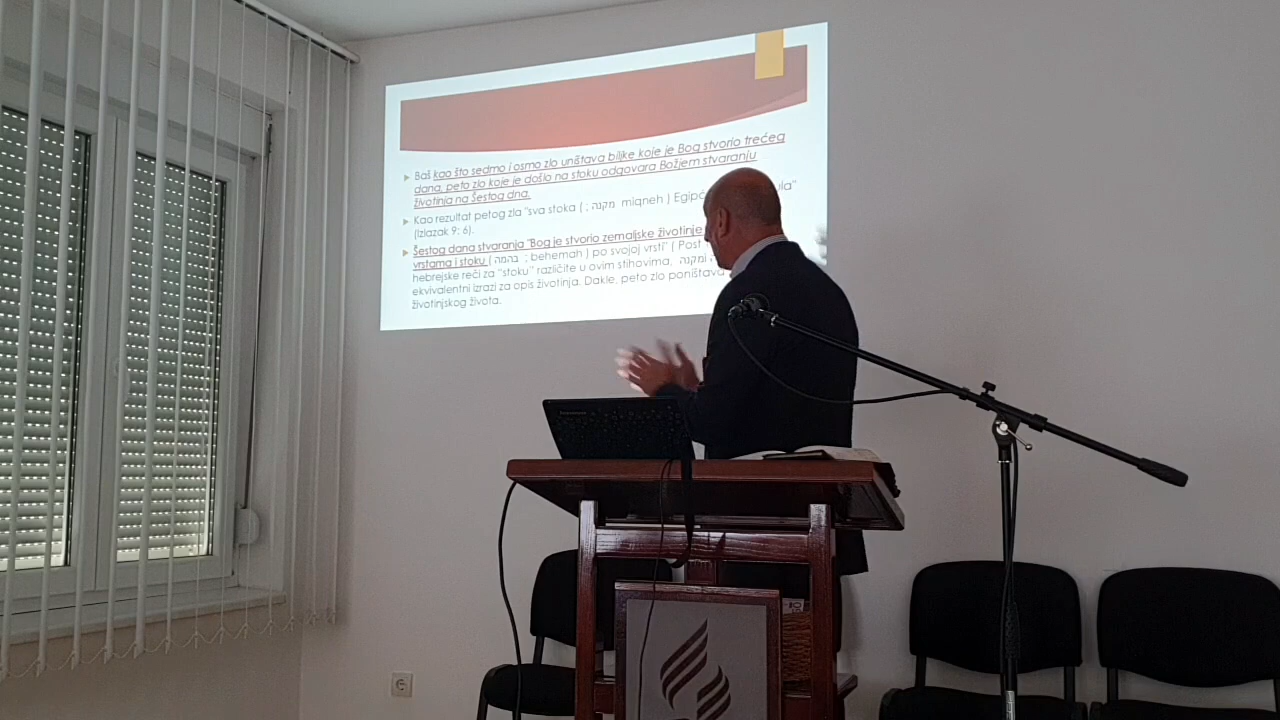 Baš kao što sedmo i osmo zlo uništava biljke koje je Bog stvorio trećeg
dana, peto zlo koje je došlo na stoku odgovara Božjem stvaranju
životinja na Šestog dna.
Kao rezultat petog zla "sva stoka ( ; מקנה miqneh ) Egipć
(Izlazak 9: 6).
Šestog dana stvaranja "Bog je stvorio zemaljske životinje
vrstama i stoku ( בהמה ; behemah ) po svojoj vrsti" ( Post
hebrejske reči za "stoku" različite u ovim stihovima, ומקנה
ekvivalentni izrazi za opis životinja. Dakle, peto zlo poništava
životinjskog života.